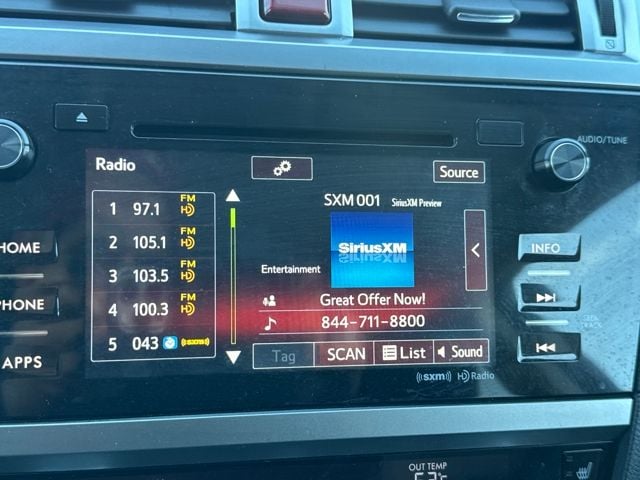 AUDIO/TUNE
Radio
Source
SXM 001 SiriusXM Preview
1 97.1 FM HD
2 105.1 FM HD
3 103.5 FM HD
4 100.3 FM HD
5 043 (sxm)
SiriusXM
Entertainment
Great Offer Now!
844-711-8800
Tag SCAN List Sound
((sxm)) HD Radio
HOME
PHONE
APPS
INFO
SEEK
TRACK
OUT TEMP